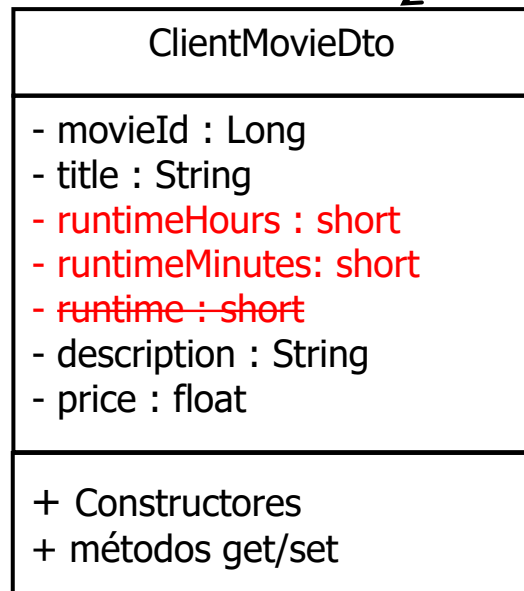 ClientMovieDto
- movieId : Long
- title : String
- runtimeHours : short
- runtimeMinutes: short
- runtime : short
- description : String
- price : float
+ Constructores
+ métodos get/set